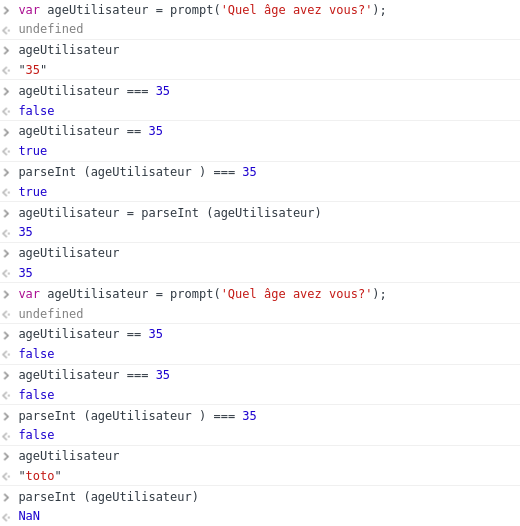 var ageUtilisateur = prompt('Quel âge avez vous?');
undefined
ageUtilisateur
"35"
ageUtilisateur === 35
false
ageUtilisateur == 35
true
parseInt (ageUtilisateur ) === 35
true
ageUtilisateur = parseInt (ageUtilisateur)
35
ageUtilisateur
35
var ageUtilisateur = prompt('Quel âge avez vous?');
undefined
ageUtilisateur == 35
false
ageUtilisateur === 35
false
parseInt (ageUtilisateur ) === 35
false
ageUtilisateur
"toto"
parseInt (ageUtilisateur)
NaN